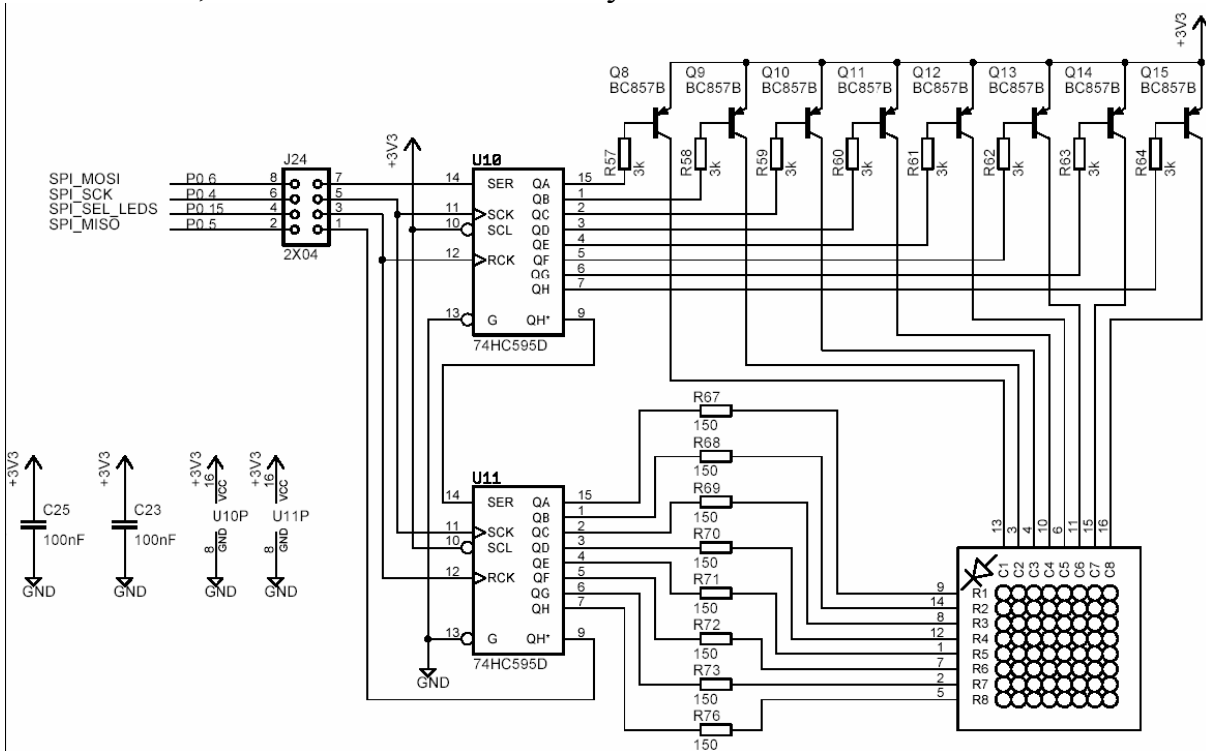 +3V3
Q8 Q9 Q10 Q11 Q12 Q13 Q14 Q15
BC857B BC857B BC857B BC857B BC857B BC857B BC857B BC857B
R57 3k
R58 3k
R59 3k
R60 3k
R61 3k
R62 3k
R63 3k
R64 3k
J24
SPI_MOSI P0.6 8 7
SPI_SCK P0.4 6 5
SPI_SEL_LEDS P0.15 4 3
SPI_MISO P0.5 2 1
2X04
+3V3
U10
14 SER QA 15
QB 1
11 SCK QC 2
10 SCL QD 3
QE 4
12 RCK QF 5
QG 6
QH 7
13 G QH* 9
74HC595D
R67
150
R68
150
R69
150
R70
150
R71
150
R72
150
R73
150
R76
150
U11
14 SER QA 15
QB 1
11 SCK QC 2
10 SCL QD 3
QE 4
12 RCK QF 5
QG 6
QH 7
13 G QH* 9
74HC595D
GND
+3V3
C25
100nF
GND
+3V3
C23
100nF
GND
+3V3
16 VCC
U10P
8 GND
GND
+3V3
16 VCC
U11P
8 GND
GND
13 3 4 10 6 11 15 16
C1 C2 C3 C4 C5 C6 C7 C8
9 R1
14 R2
8 R3
12 R4
1 R5
7 R6
2 R7
5 R8